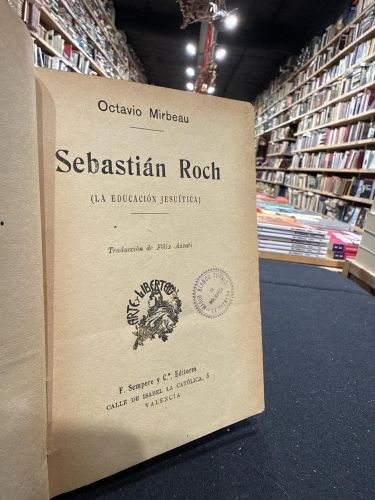 Octavio Mirbeau
Sebastián Roch
(LA EDUCACIÓN JESUÍTICA)
Traducción de Félix Azzati
ARTE Y LIBERTAD
F. Sempere y C.ª, Editores
CALLE DE ISABEL LA CATÓLICA, 5
VALENCIA